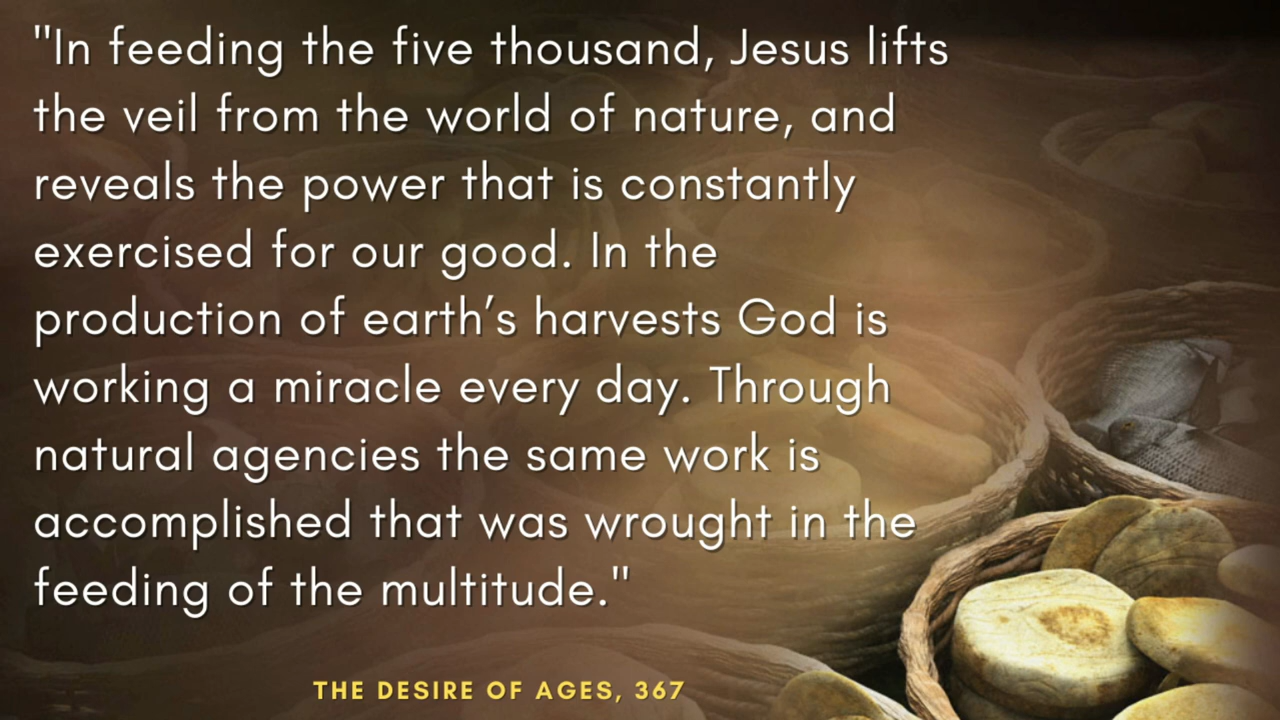 "In feeding the five thousand, Jesus lifts
the veil from the world of nature, and
reveals the power that is constantly
exercised for our good. In the
production of earth’s harvests God is
working a miracle every day. Through
natural agencies the same work is
accomplished that was wrought in the
feeding of the multitude."
THE DESIRE OF AGES, 367